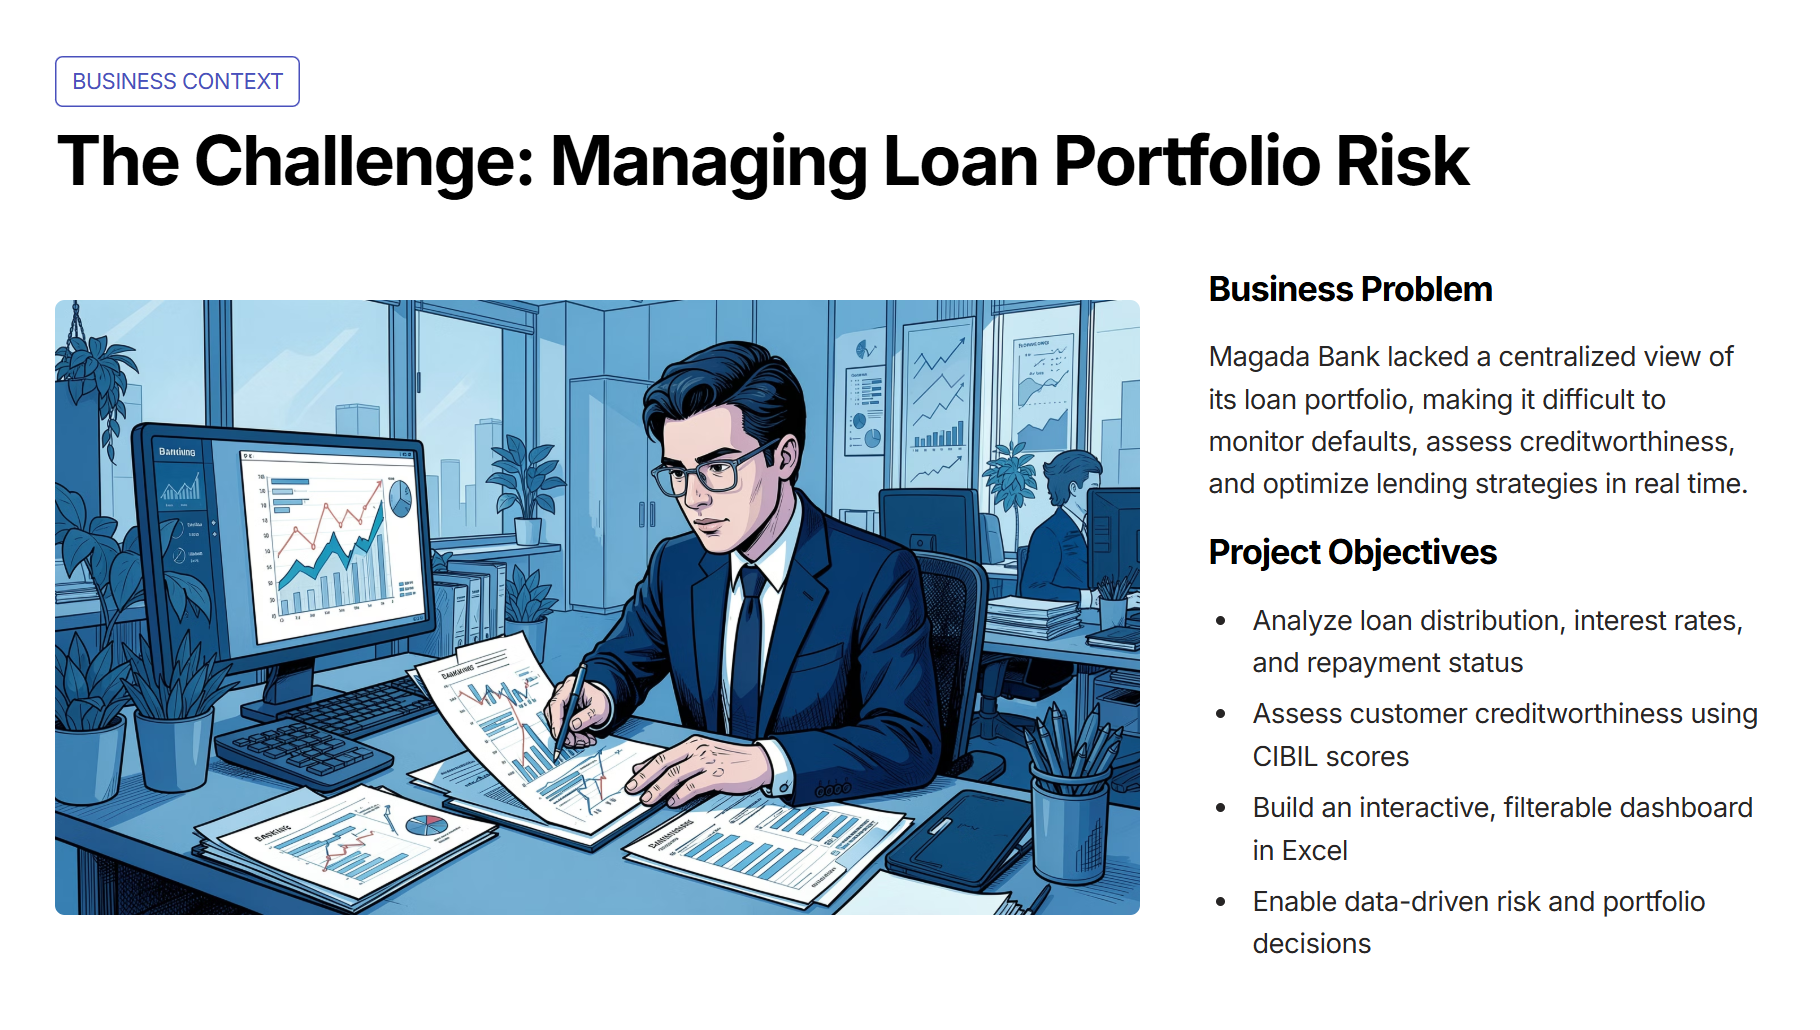 BUSINESS CONTEXT
The Challenge: Managing Loan Portfolio Risk
Business Problem
Magada Bank lacked a centralized view of
its loan portfolio, making it difficult to
monitor defaults, assess creditworthiness,
and optimize lending strategies in real time.
Project Objectives
• Analyze loan distribution, interest rates,
and repayment status
• Assess customer creditworthiness using
CIBIL scores
• Build an interactive, filterable dashboard
in Excel
• Enable data-driven risk and portfolio
decisions